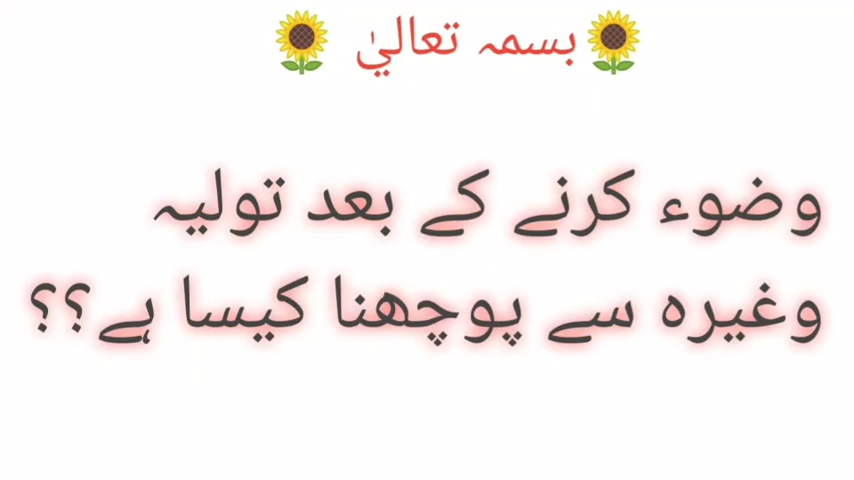 🌻بسمہ تعالیٰ 🌻
وضوء کرنے کے بعد تولیہ
وغیرہ سے پوچھنا کیسا ہے؟؟